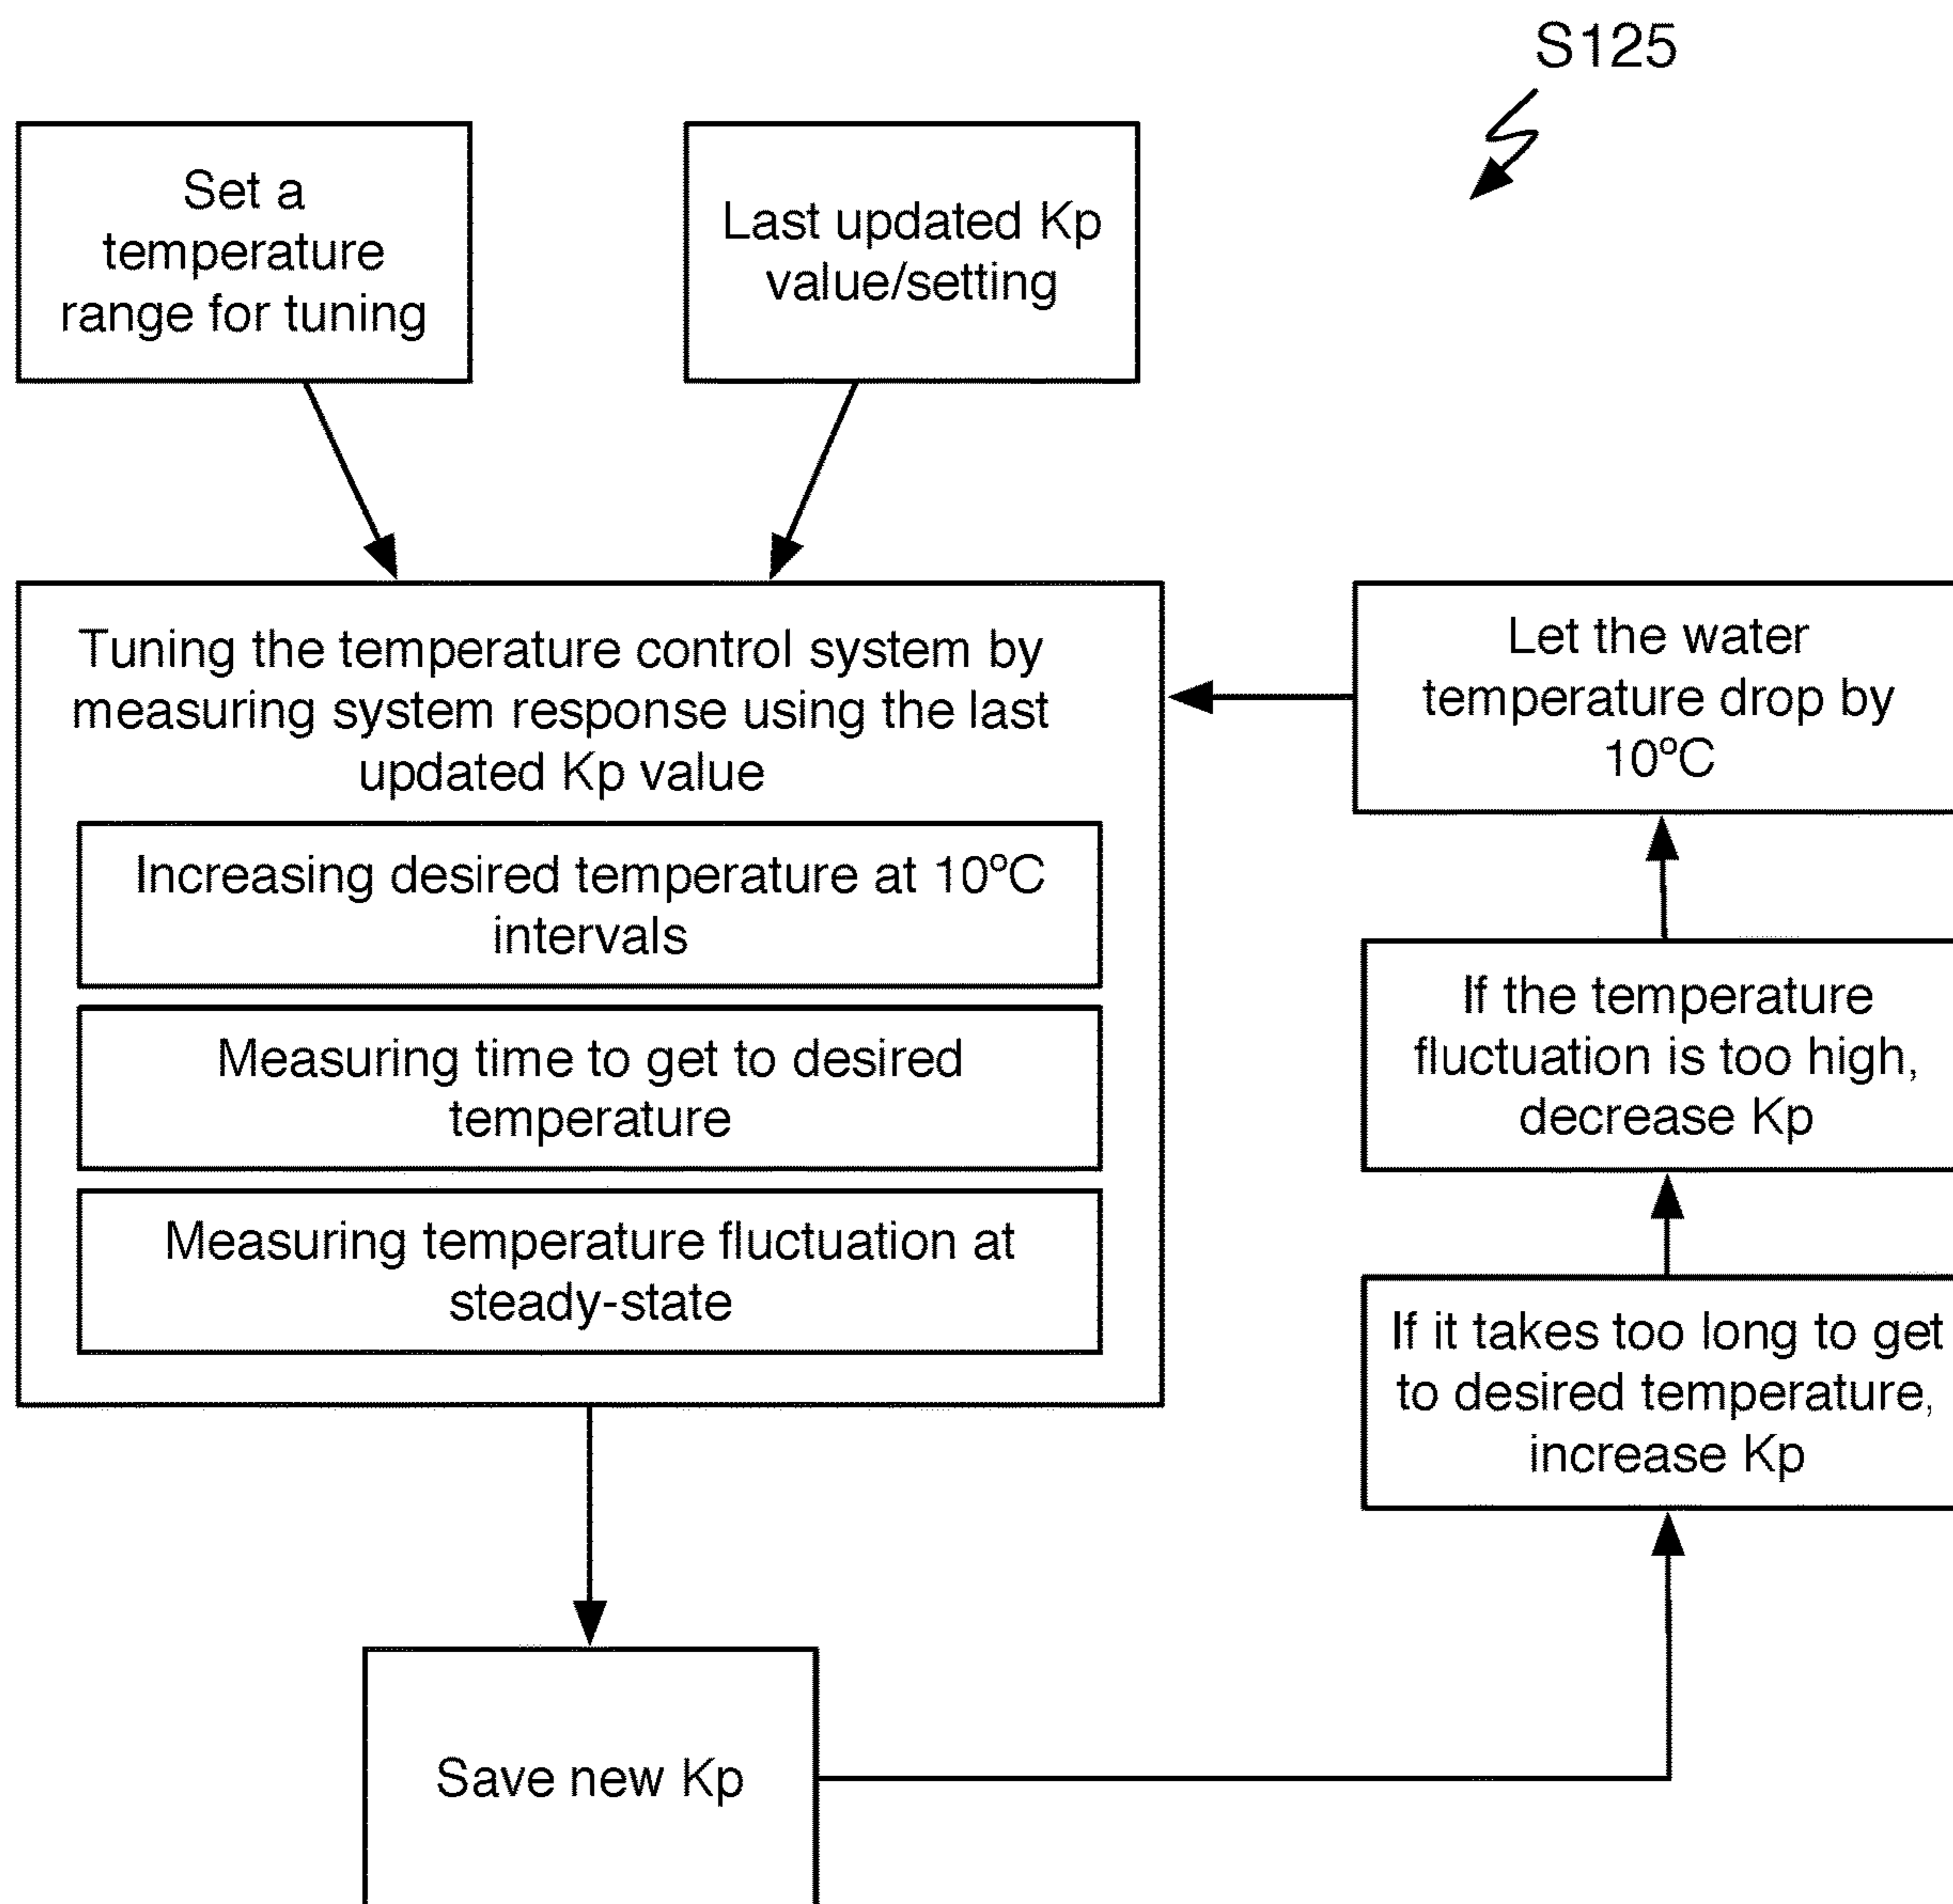 S125
Set a
temperature
range for tuning
Last updated Kp
value/setting
Tuning the temperature control system by
measuring system response using the last
updated Kp value
Increasing desired temperature at 10ºC
intervals
Measuring time to get to desired
temperature
Measuring temperature fluctuation at
steady-state
Let the water
temperature drop by
10ºC
If the temperature
fluctuation is too high,
decrease Kp
If it takes too long to get
to desired temperature,
increase Kp
Save new Kp